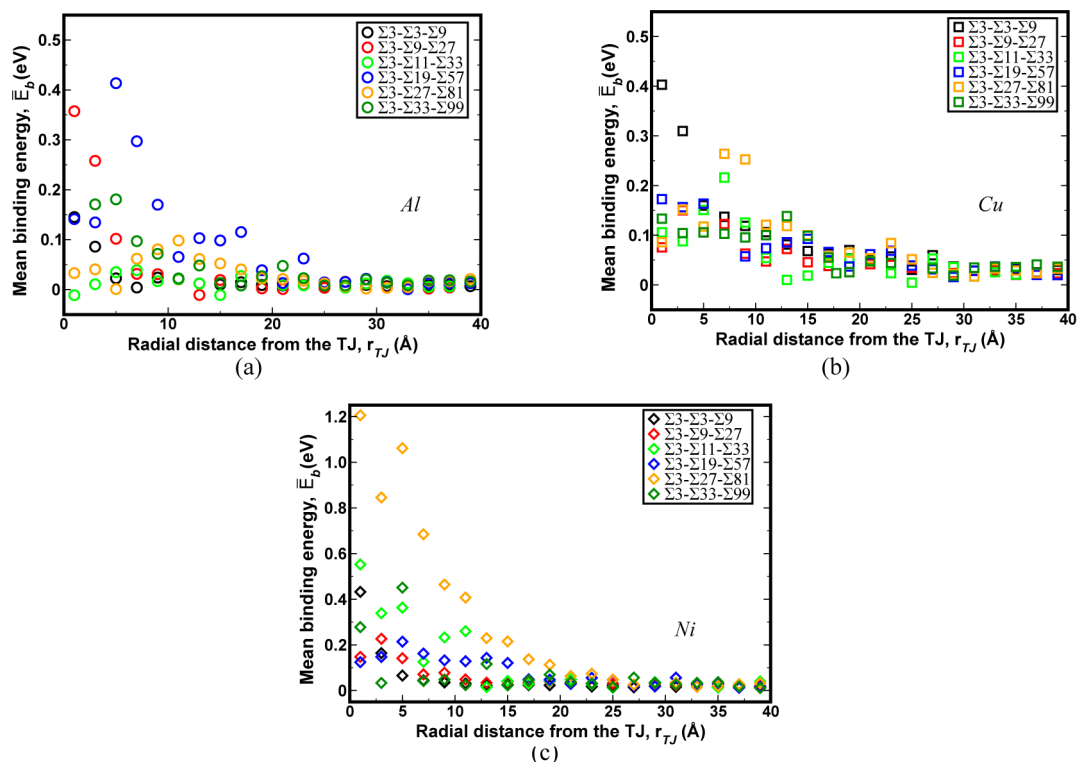 0.5
0.4
0.3
0.2
0.1
0
Mean binding energy, E̅_b(eV)
Σ3-Σ3-Σ9
Σ3-Σ9-Σ27
Σ3-Σ11-Σ33
Σ3-Σ19-Σ57
Σ3-Σ27-Σ81
Σ3-Σ33-Σ99
Al
0 5 10 15 20 25 30 35 40
Radial distance from the TJ, r_TJ (Å)
(a)
0.5
0.4
0.3
0.2
0.1
0
Mean binding energy, E̅_b(eV)
Σ3-Σ3-Σ9
Σ3-Σ9-Σ27
Σ3-Σ11-Σ33
Σ3-Σ19-Σ57
Σ3-Σ27-Σ81
Σ3-Σ33-Σ99
Cu
0 5 10 15 20 25 30 35 40
Radial distance from the TJ, r_TJ (Å)
(b)
1.2
1.0
0.8
0.6
0.4
0.2
0
Mean binding energy, E̅_b(eV)
Σ3-Σ3-Σ9
Σ3-Σ9-Σ27
Σ3-Σ11-Σ33
Σ3-Σ19-Σ57
Σ3-Σ27-Σ81
Σ3-Σ33-Σ99
Ni
0 5 10 15 20 25 30 35 40
Radial distance from the TJ, r_TJ (Å)
(c)